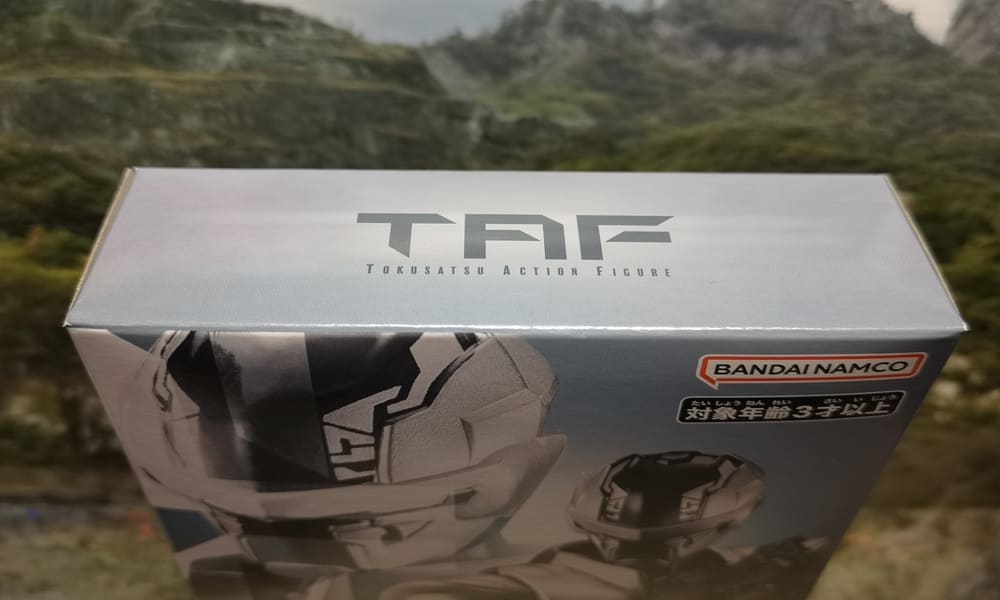 TAF
TOKUSATSU ACTION FIGURE
BANDAI NAMCO
たいしょうねんれい さいいじょう
対象年齢3才以上